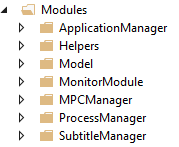 Modules
ApplicationManager
Helpers
Model
MonitorModule
MPCManager
ProcessManager
SubtitleManager